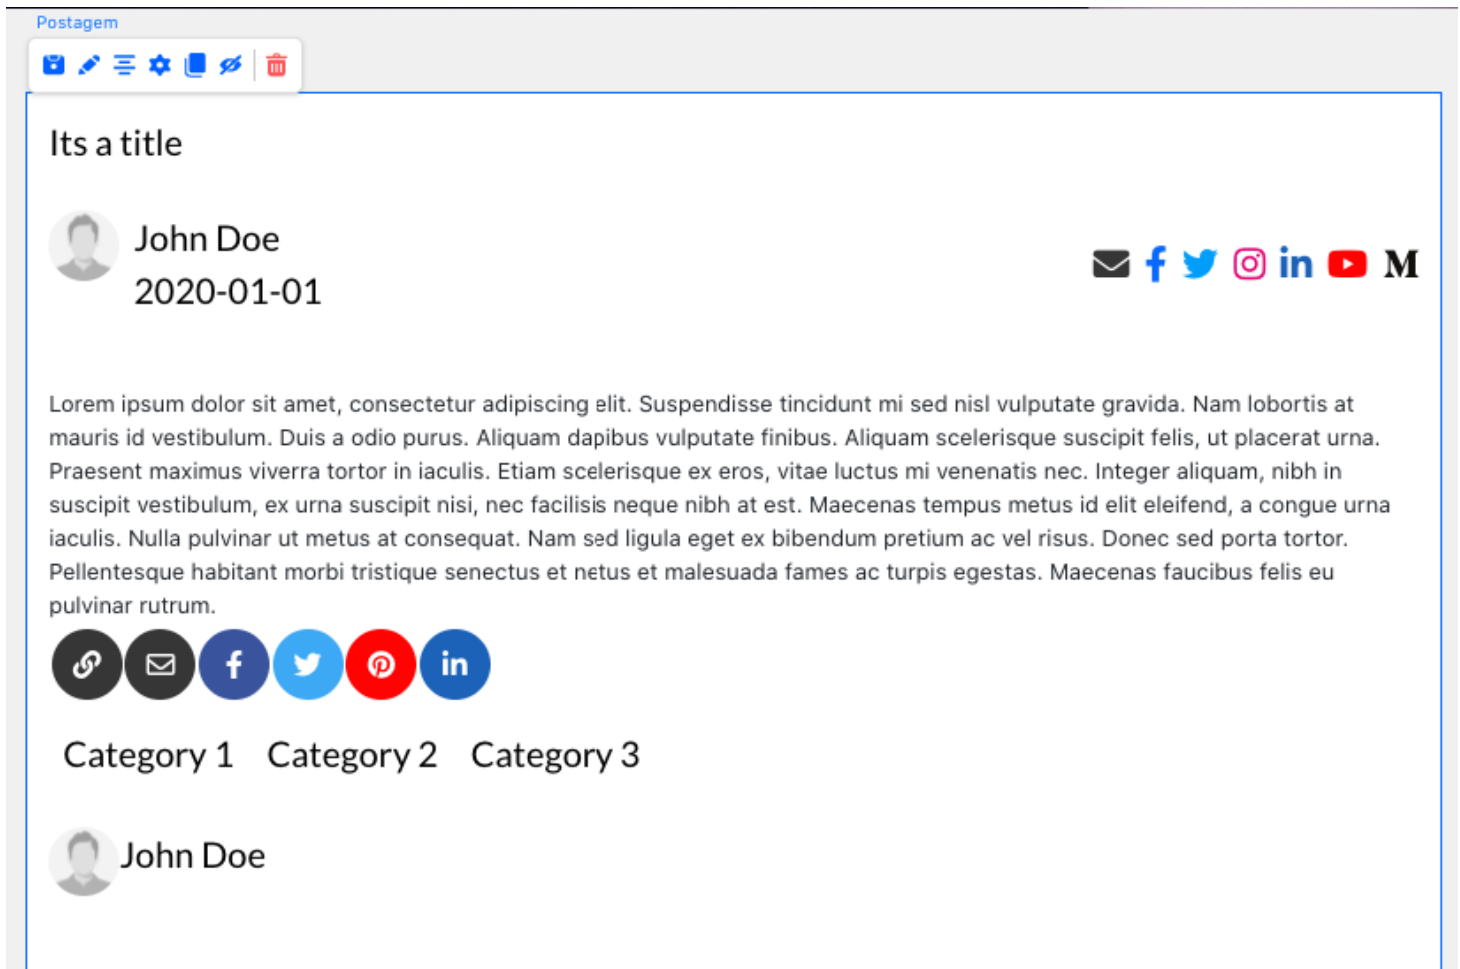 Postagem
Its a title
John Doe
2020-01-01
Lorem ipsum dolor sit amet, consectetur adipiscing elit. Suspendisse tincidunt mi sed nisl vulputate gravida. Nam lobortis at
mauris id vestibulum. Duis a odio purus. Aliquam dapibus vulputate finibus. Aliquam scelerisque suscipit felis, ut placerat urna.
Praesent maximus viverra tortor in iaculis. Etiam scelerisque ex eros, vitae luctus mi venenatis nec. Integer aliquam, nibh in
suscipit vestibulum, ex urna suscipit nisi, nec facilisis neque nibh at est. Maecenas tempus metus id elit eleifend, a congue urna
iaculis. Nulla pulvinar ut metus at consequat. Nam sed ligula eget ex bibendum pretium ac vel risus. Donec sed porta tortor.
Pellentesque habitant morbi tristique senectus et netus et malesuada fames ac turpis egestas. Maecenas faucibus felis eu
pulvinar rutrum.
Category 1 Category 2 Category 3
John Doe